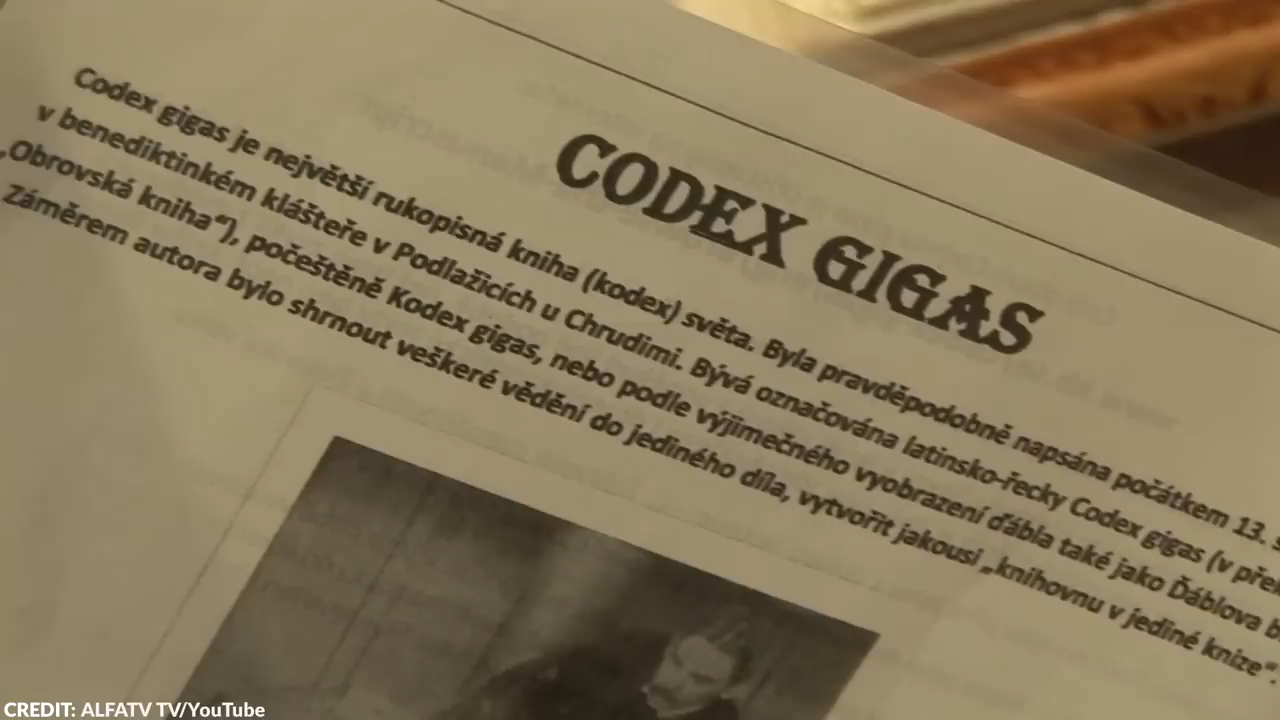 CODEX GIGAS
Codex gigas je největší rukopisná kniha (kodex) světa. Byla pravděpodobně napsána počátkem 13.
v benediktinkém klášteře v Podlažicích u Chrudimi. Bývá označována latinsko-řecky Codex gigas (v
„Obrovská kniha“), počeštěně Kodex gigas, nebo podle výjimečného vyobrazení ďábla také jako Ďáblova
Záměrem autora bylo shrnout veškeré vědění do jediného díla, vytvořit jakousi „knihovnu v jediné knize“.
CREDIT: ALFATV TV/YouTube